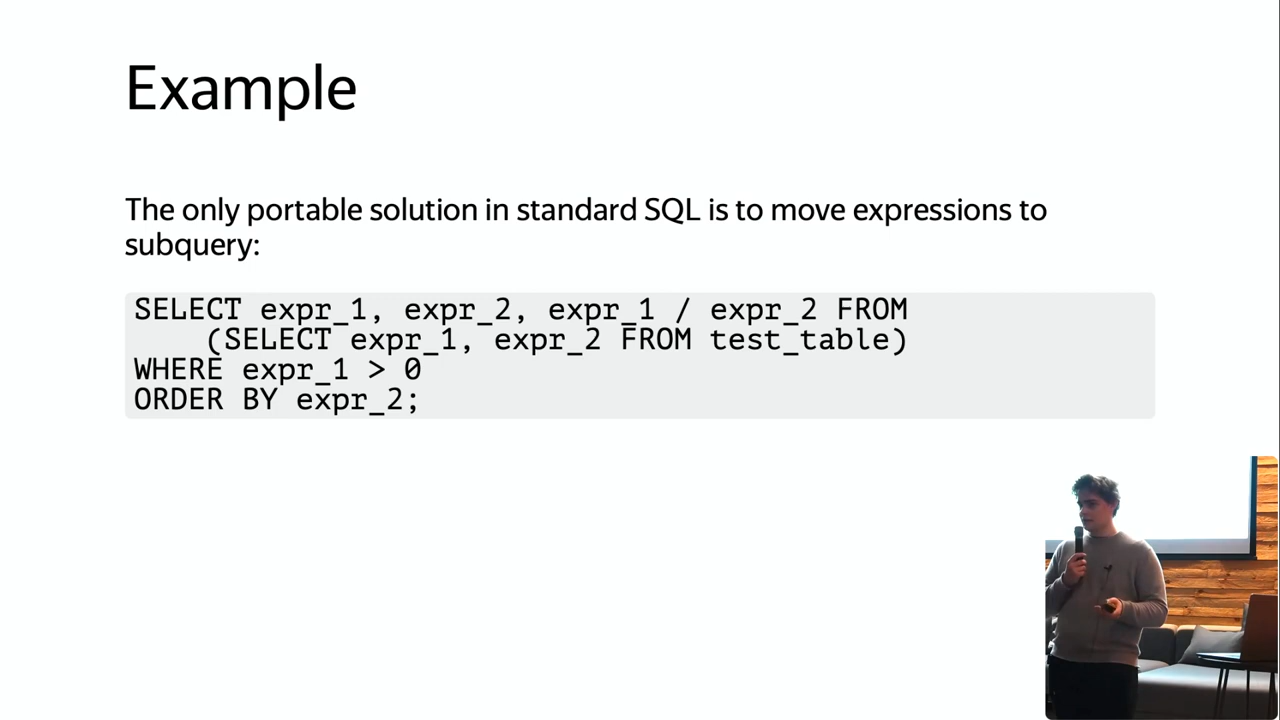 Example
The only portable solution in standard SQL is to move expressions to
subquery:
SELECT expr_1, expr_2, expr_1 / expr_2 FROM
(SELECT expr_1, expr_2 FROM test_table)
WHERE expr_1 > 0
ORDER BY expr_2;